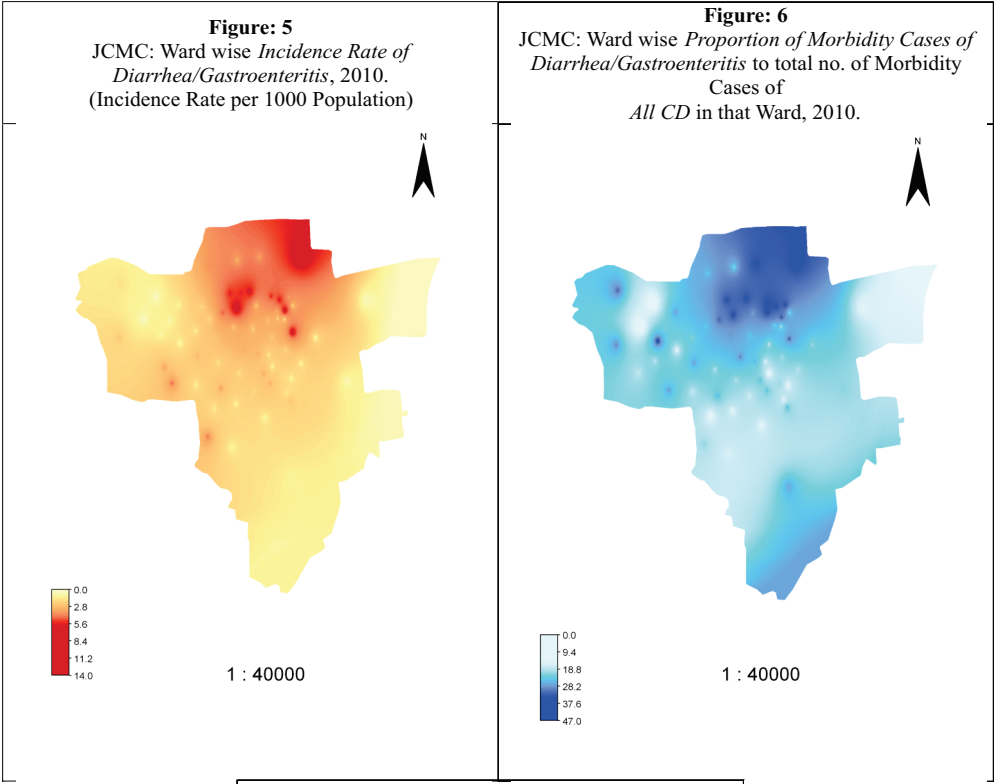 Figure: 5
JCMC: Ward wise Incidence Rate of
Diarrhea/Gastroenteritis, 2010.
(Incidence Rate per 1000 Population)
N
0.0
2.8
5.6
8.4
11.2
14.0
1 : 40000
Figure: 6
JCMC: Ward wise Proportion of Morbidity Cases of
Diarrhea/Gastroenteritis to total no. of Morbidity
Cases of
All CD in that Ward, 2010.
N
0.0
9.4
18.8
28.2
37.6
47.0
1 : 40000